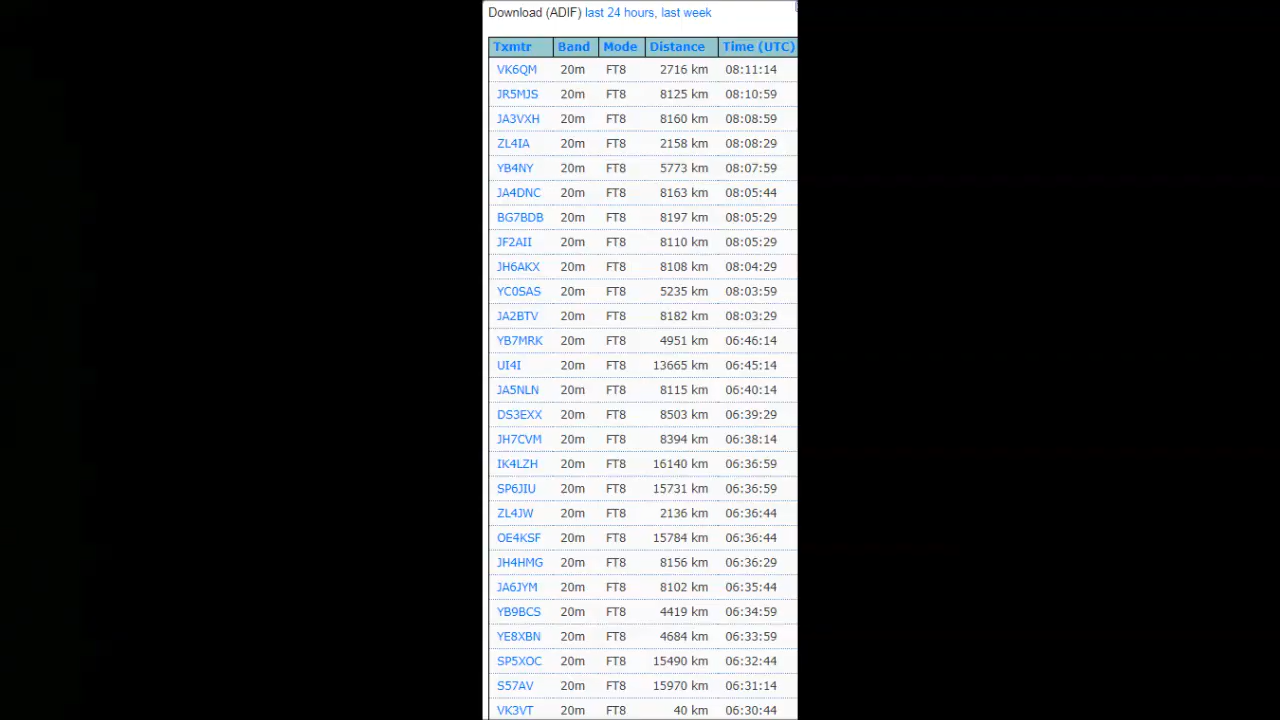 Download (ADIF) last 24 hours, last week
Txmtr Band Mode Distance Time (UTC)
VK6QM 20m FT8 2716 km 08:11:14
JR5MJS 20m FT8 8125 km 08:10:59
JA3VXH 20m FT8 8160 km 08:08:59
ZL4IA 20m FT8 2158 km 08:08:29
YB4NY 20m FT8 5773 km 08:07:59
JA4DNC 20m FT8 8163 km 08:05:44
BG7BDB 20m FT8 8197 km 08:05:29
JF2AII 20m FT8 8110 km 08:05:29
JH6AKX 20m FT8 8108 km 08:04:29
YC0SAS 20m FT8 5235 km 08:03:59
JA2BTV 20m FT8 8182 km 08:03:29
YB7MRK 20m FT8 4951 km 06:46:14
UI4I 20m FT8 13665 km 06:45:14
JA5NLN 20m FT8 8115 km 06:40:14
DS3EXX 20m FT8 8503 km 06:39:29
JH7CVM 20m FT8 8394 km 06:38:14
IK4LZH 20m FT8 16140 km 06:36:59
SP6JIU 20m FT8 15731 km 06:36:59
ZL4JW 20m FT8 2136 km 06:36:44
OE4KSF 20m FT8 15784 km 06:36:44
JH4HMG 20m FT8 8156 km 06:36:29
JA6JYM 20m FT8 8102 km 06:35:44
YB9BCS 20m FT8 4419 km 06:34:59
YE8XBN 20m FT8 4684 km 06:33:59
SP5XOC 20m FT8 15490 km 06:32:44
S57AV 20m FT8 15970 km 06:31:14
VK3VT 20m FT8 40 km 06:30:44